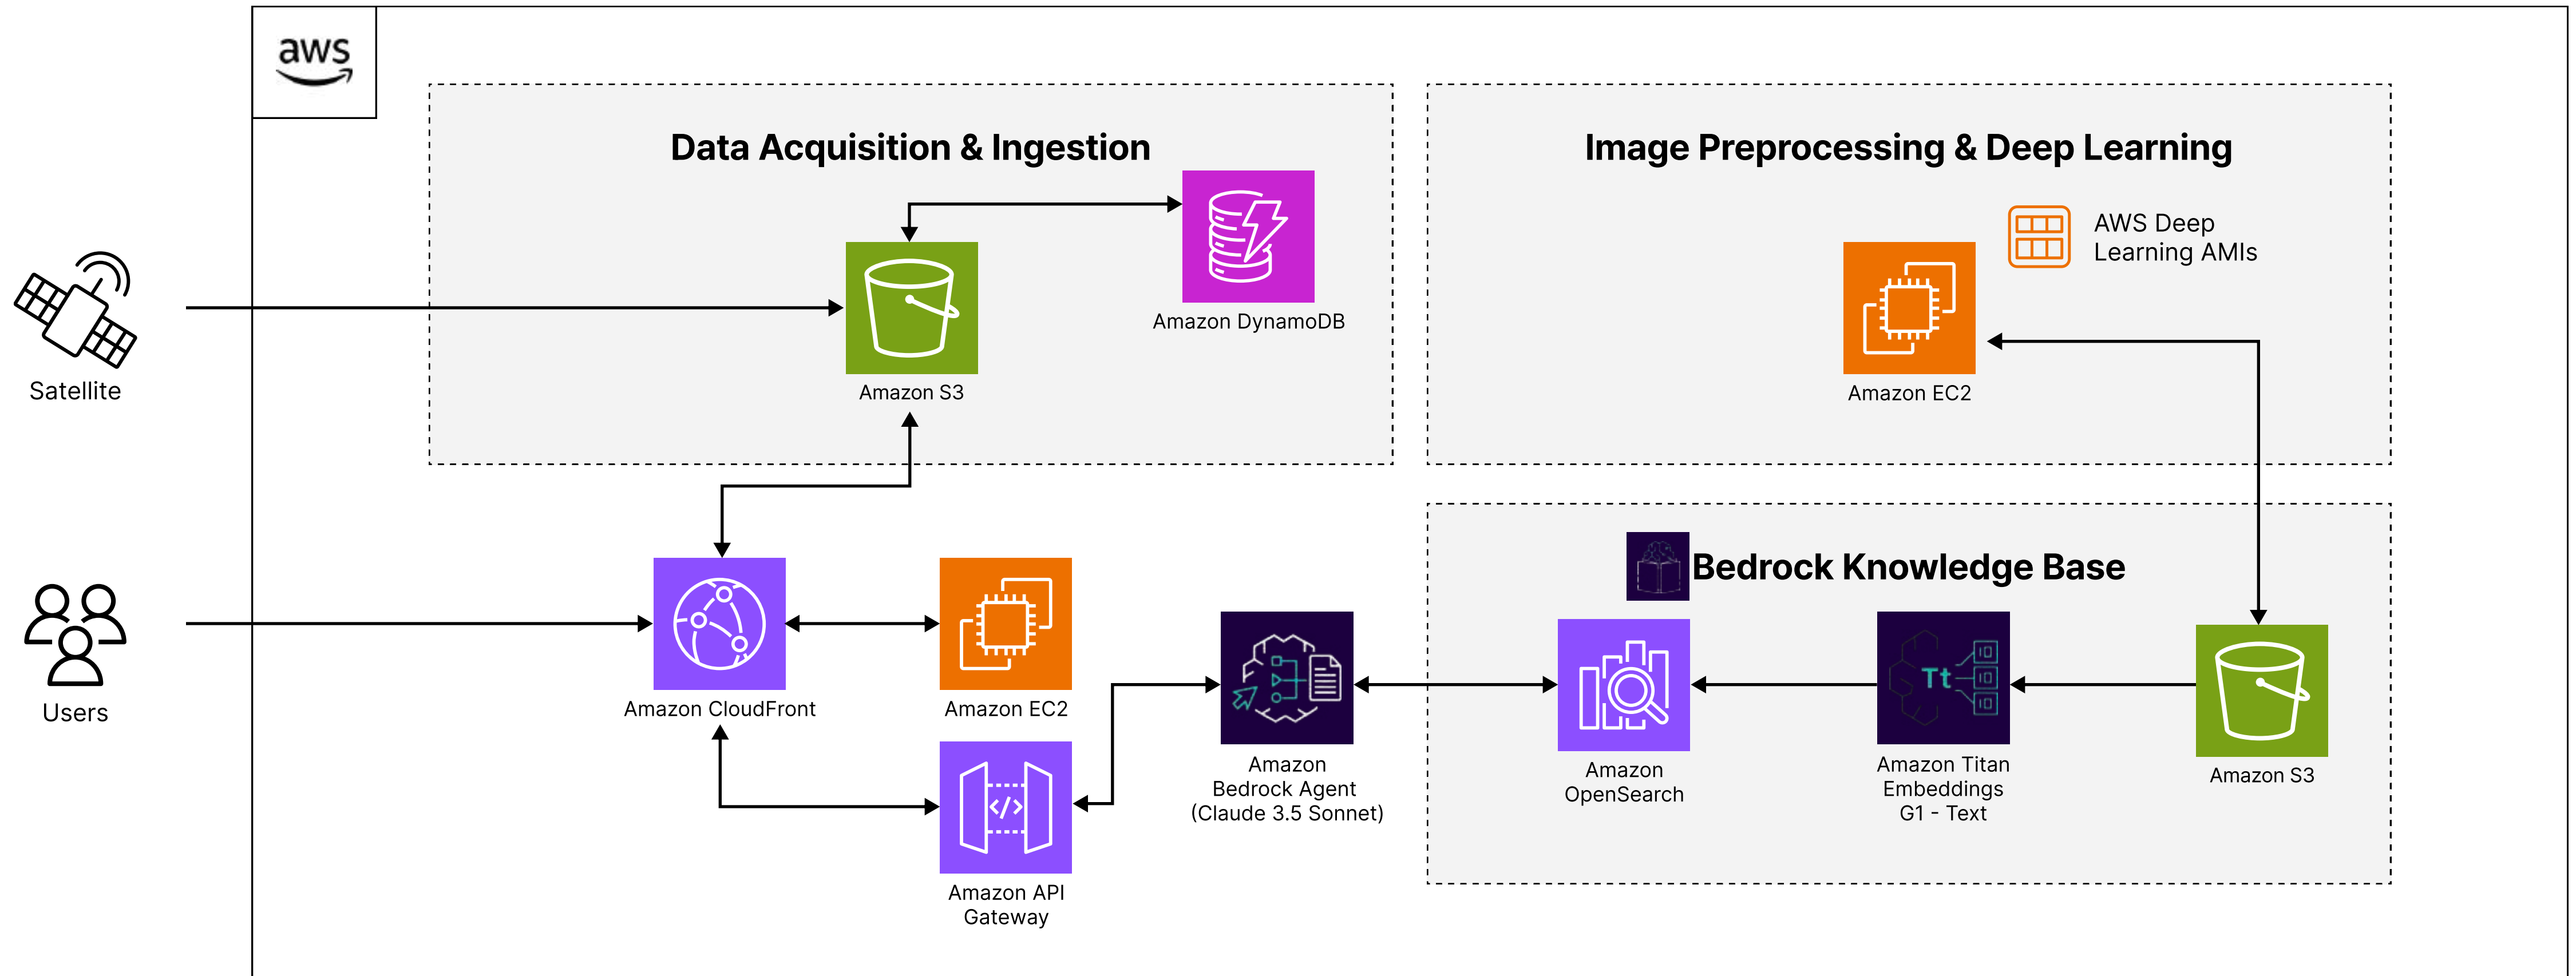 aws
Data Acquisition & Ingestion
Amazon DynamoDB
Amazon S3
Image Preprocessing & Deep Learning
AWS Deep
Learning AMIs
Amazon EC2
Satellite
Users
Amazon CloudFront
Amazon EC2
Amazon API
Gateway
Amazon
Bedrock Agent
(Claude 3.5 Sonnet)
Bedrock Knowledge Base
Amazon
OpenSearch
Tt
Amazon Titan
Embeddings
G1 - Text
Amazon S3